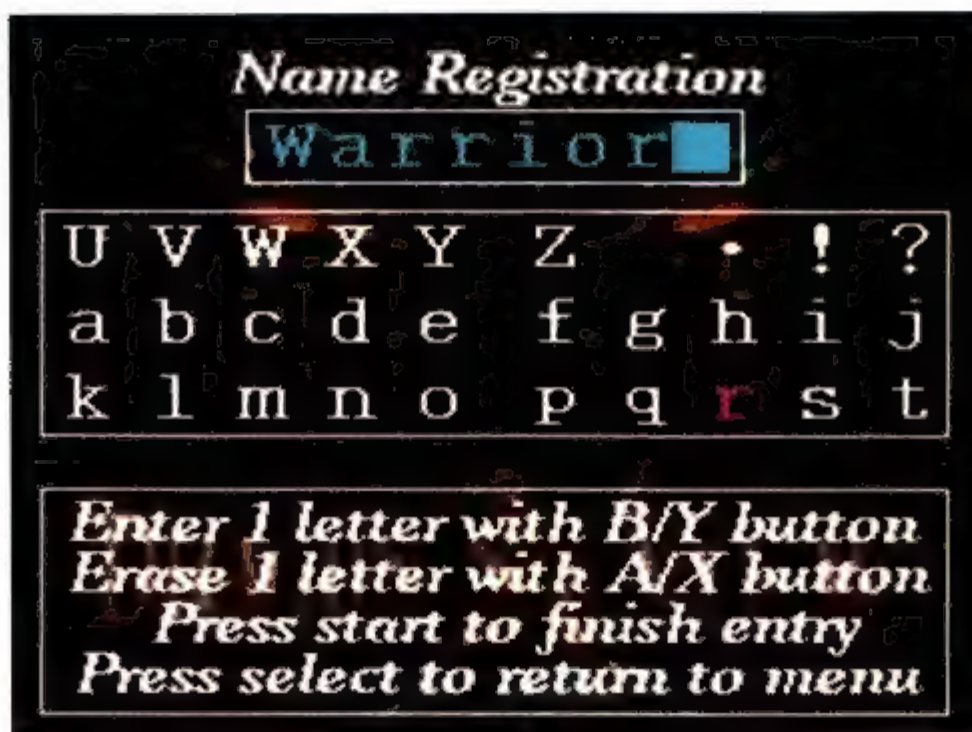 Name Registration
Warrior
U V W X Y Z . ! ?
a b c d e f g h i j
k l m n o p q r s t
Enter 1 letter with B/Y button
Erase 1 letter with A/X button
Press start to finish entry
Press select to return to menu